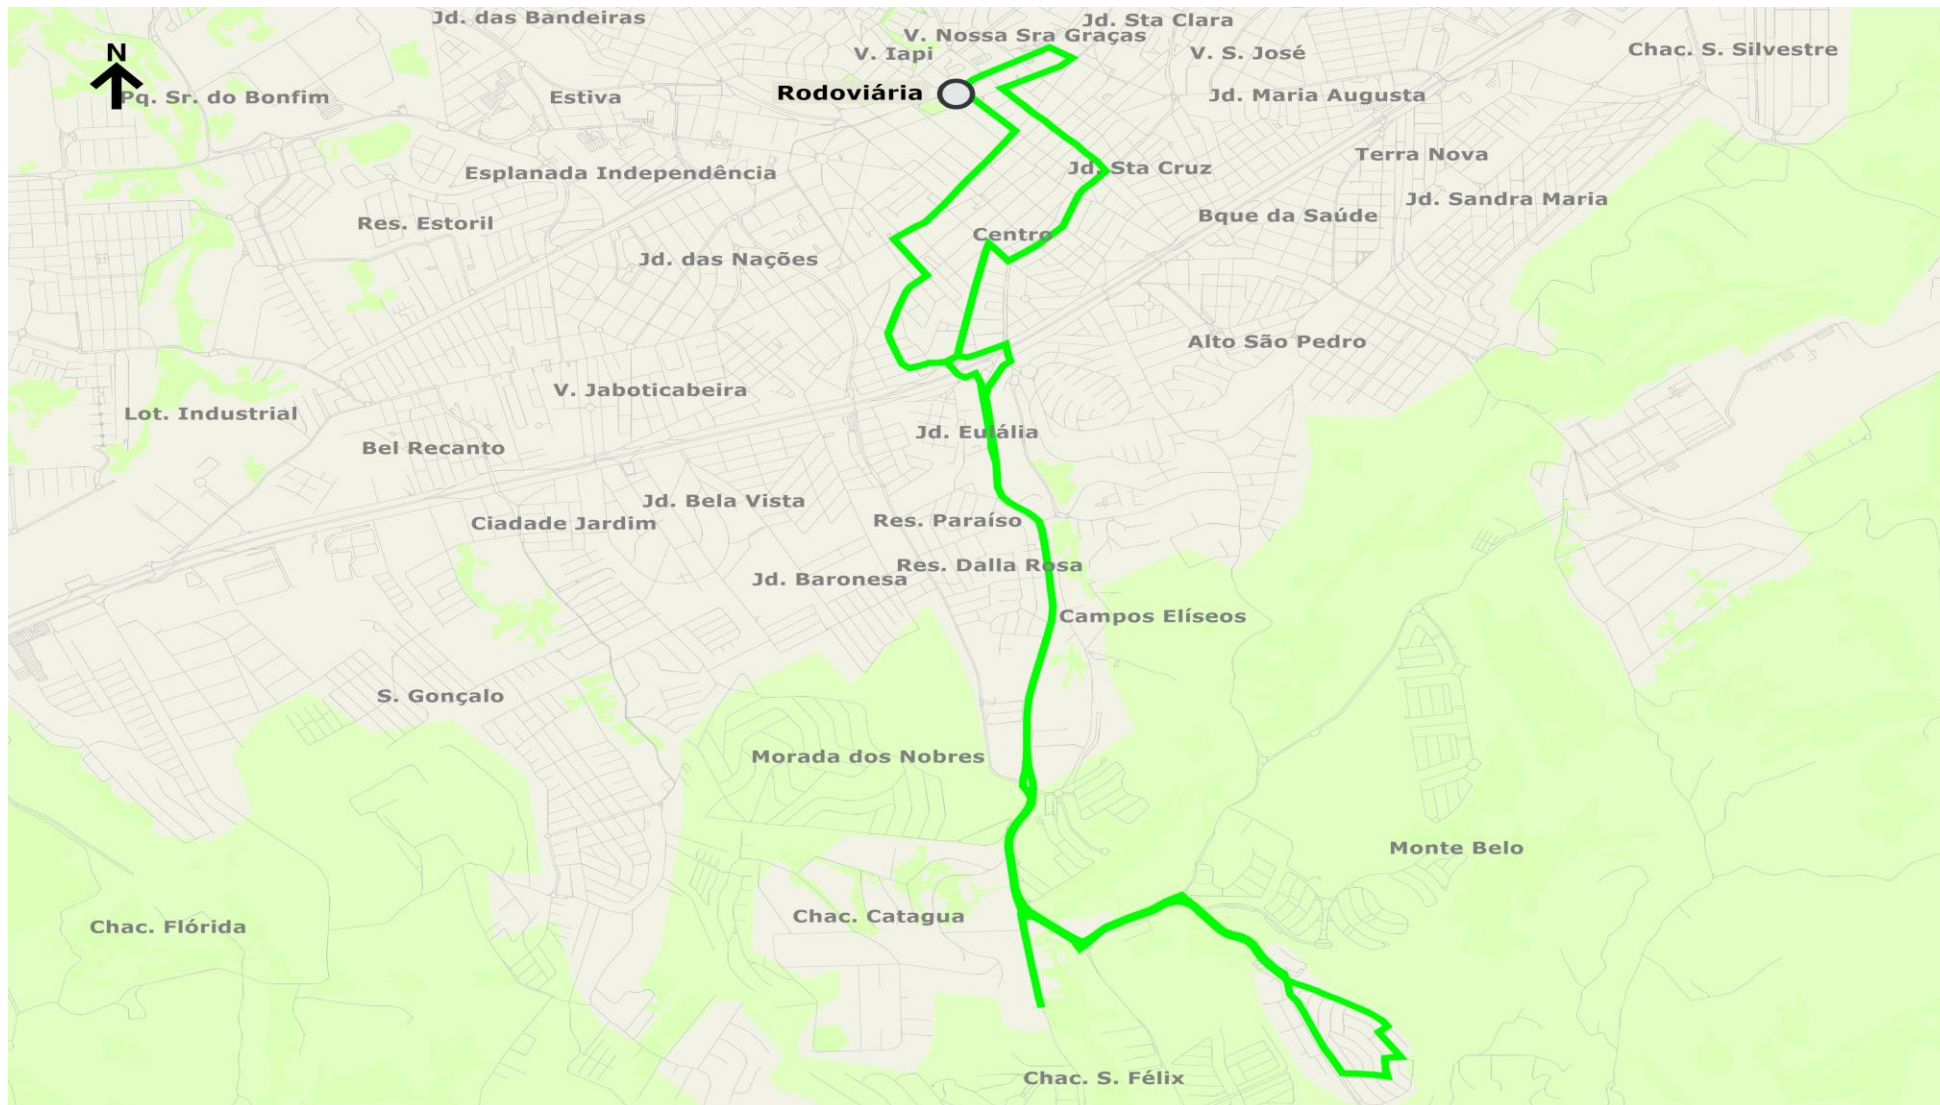 Jd. das Bandeiras
Jd. Sta Clara
V. Nossa Sra Graças
V. Iapi
V. S. José
Chac. S. Silvestre
N
Pq. Sr. do Bonfim
Estiva
Rodoviária
Jd. Maria Augusta
Terra Nova
Esplanada Independência
Jd. Sta Cruz
Jd. Sandra Maria
Res. Estoril
Bque da Saúde
Centro
Jd. das Nações
Alto São Pedro
V. Jaboticabeira
Lot. Industrial
Jd. Eulália
Bel Recanto
Jd. Bela Vista
Ciadade Jardim
Res. Paraíso
Res. Dalla Rosa
Jd. Baronesa
Campos Elíseos
S. Gonçalo
Morada dos Nobres
Monte Belo
Chac. Catagua
Chac. Flórida
Chac. S. Félix